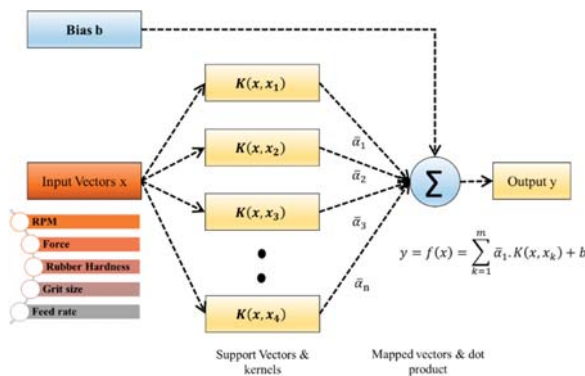 Bias b
K(x, x₁)
K(x, x₂)
K(x, x₃)
K(x, x₄)
Input Vectors x
RPM
Force
Rubber Hardness
Grit size
Feed rate
ᾱ₁
ᾱ₂
ᾱ₃
ᾱₙ
Σ
Output y
y = f(x) = ∑ₖ₌₁ᵐ ᾱ₁. K(x, xₖ) + b
Support Vectors &
kernels
Mapped vectors & dot
product